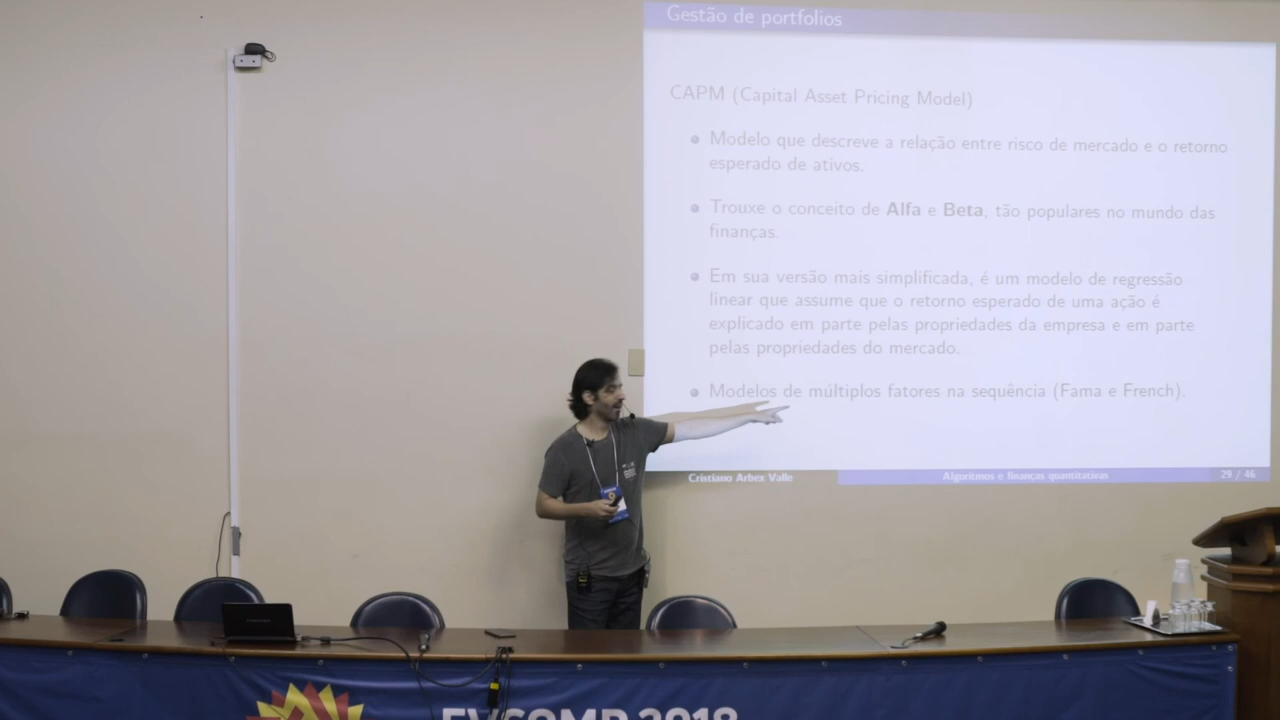 Gestão de portfolios
CAPM (Capital Asset Pricing Model)
Modelo que descreve a relação entre risco de mercado e o retorno
esperado de ativos.
Trouxe o conceito de Alfa e Beta, tão populares no mundo das
finanças.
Em sua versão mais simplificada, é um modelo de regressão
linear que assume que o retorno esperado de uma ação é
explicado em parte pelas propriedades da empresa e em parte
pelas propriedades do mercado.
Modelos de múltiplos fatores na sequência (Fama e French).
Cristiano Arbex Valle
Algoritmos e finanças quantitativas
29 / 46
EVCOMP 2018